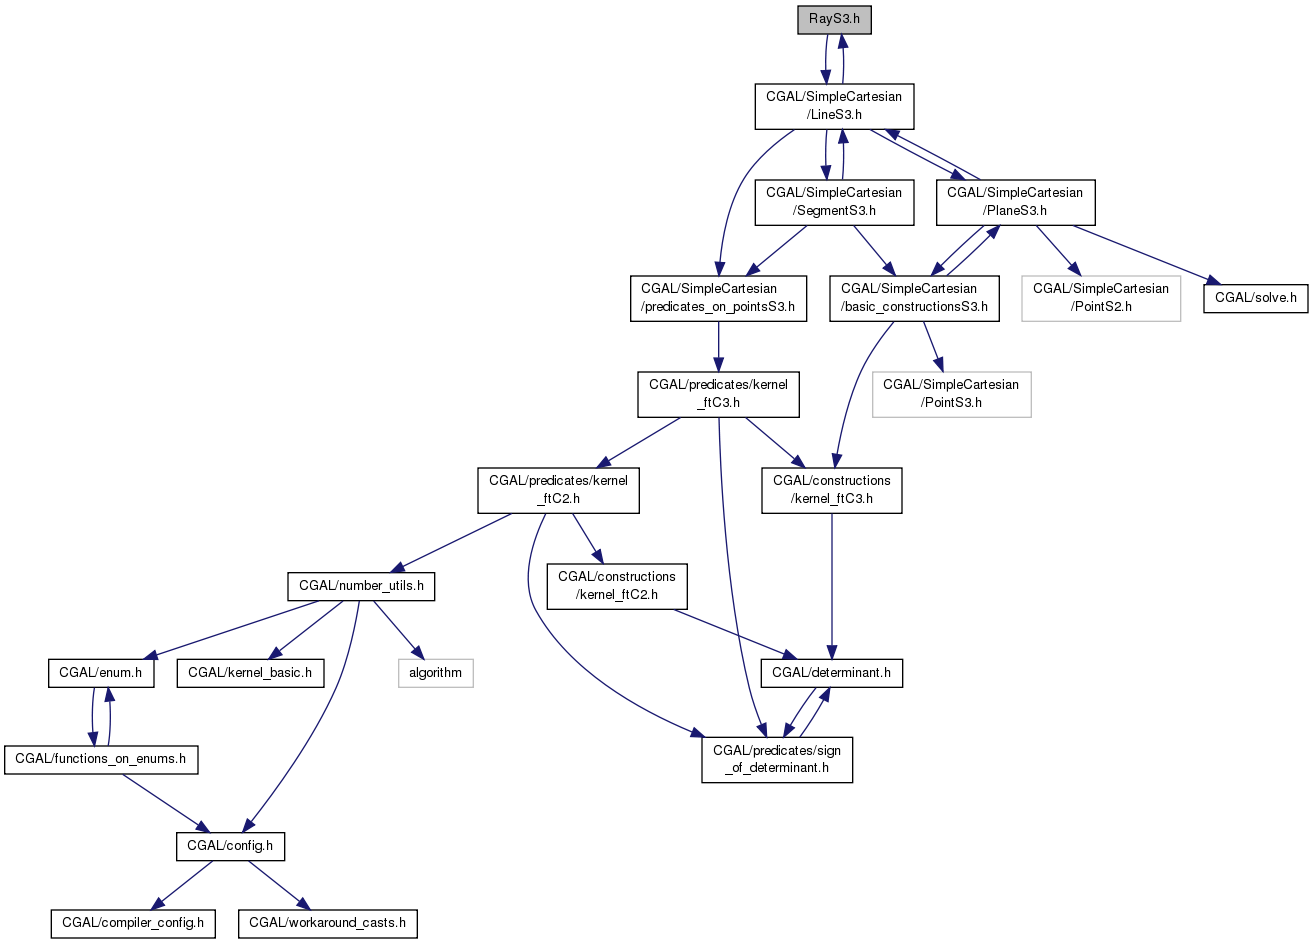 RayS3.h
CGAL/SimpleCartesian
/LineS3.h
CGAL/SimpleCartesian
/SegmentS3.h
CGAL/SimpleCartesian
/PlaneS3.h
CGAL/SimpleCartesian
/predicates_on_pointsS3.h
CGAL/SimpleCartesian
/basic_constructionsS3.h
CGAL/SimpleCartesian
/PointS2.h
CGAL/solve.h
CGAL/predicates/kernel
_ftC3.h
CGAL/SimpleCartesian
/PointS3.h
CGAL/predicates/kernel
_ftC2.h
CGAL/constructions
/kernel_ftC3.h
CGAL/number_utils.h
CGAL/constructions
/kernel_ftC2.h
CGAL/enum.h
CGAL/kernel_basic.h
algorithm
CGAL/determinant.h
CGAL/functions_on_enums.h
CGAL/predicates/sign
_of_determinant.h
CGAL/config.h
CGAL/compiler_config.h
CGAL/workaround_casts.h